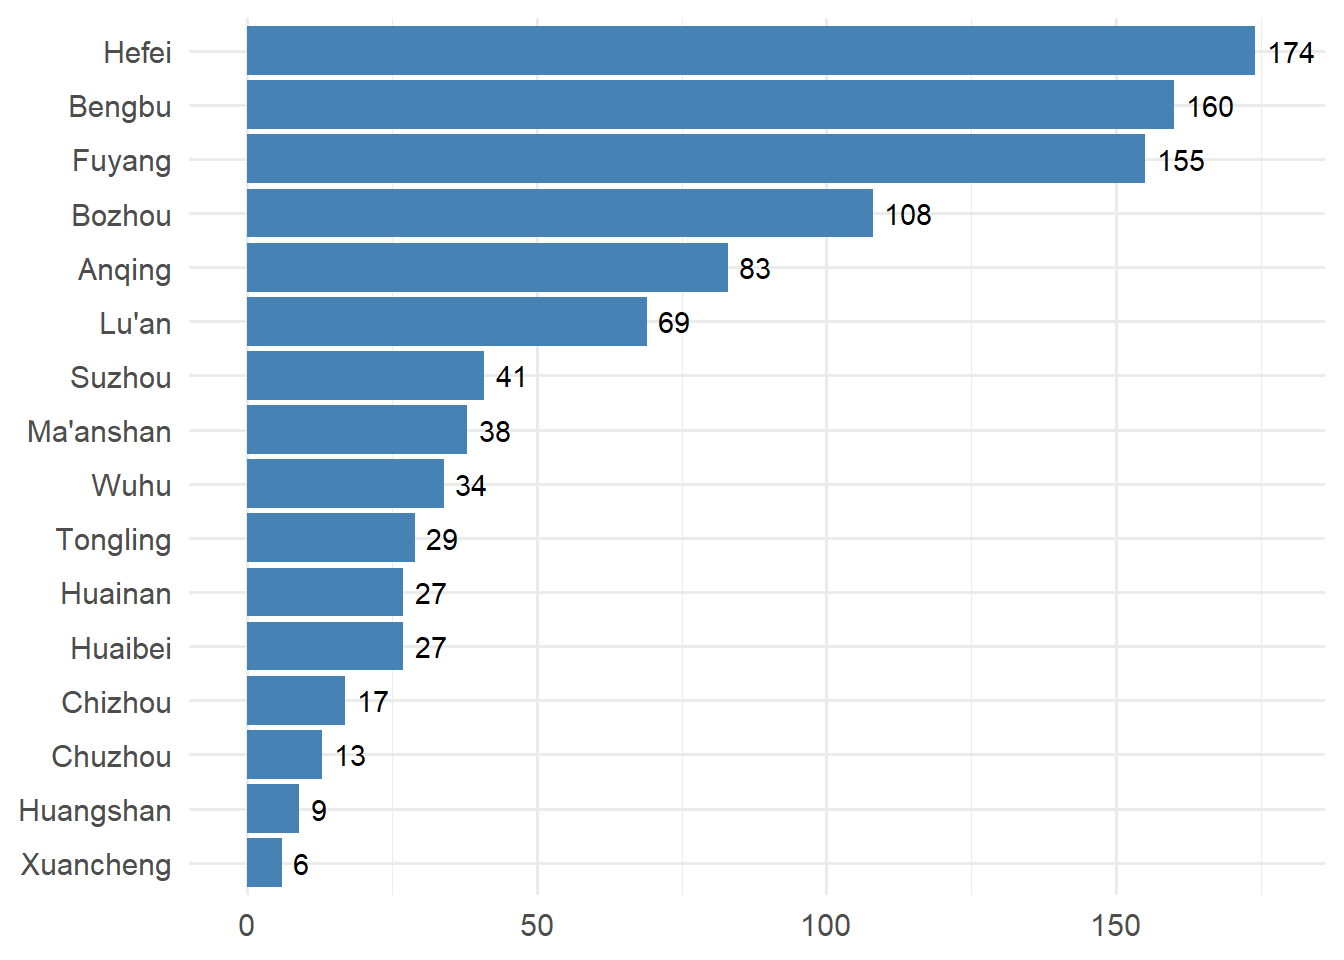 Hefei 174
Bengbu 160
Fuyang 155
Bozhou 108
Anqing 83
Lu'an 69
Suzhou 41
Ma'anshan 38
Wuhu 34
Tongling 29
Huainan 27
Huaibei 27
Chizhou 17
Chuzhou 13
Huangshan 9
Xuancheng 6
0 50 100 150